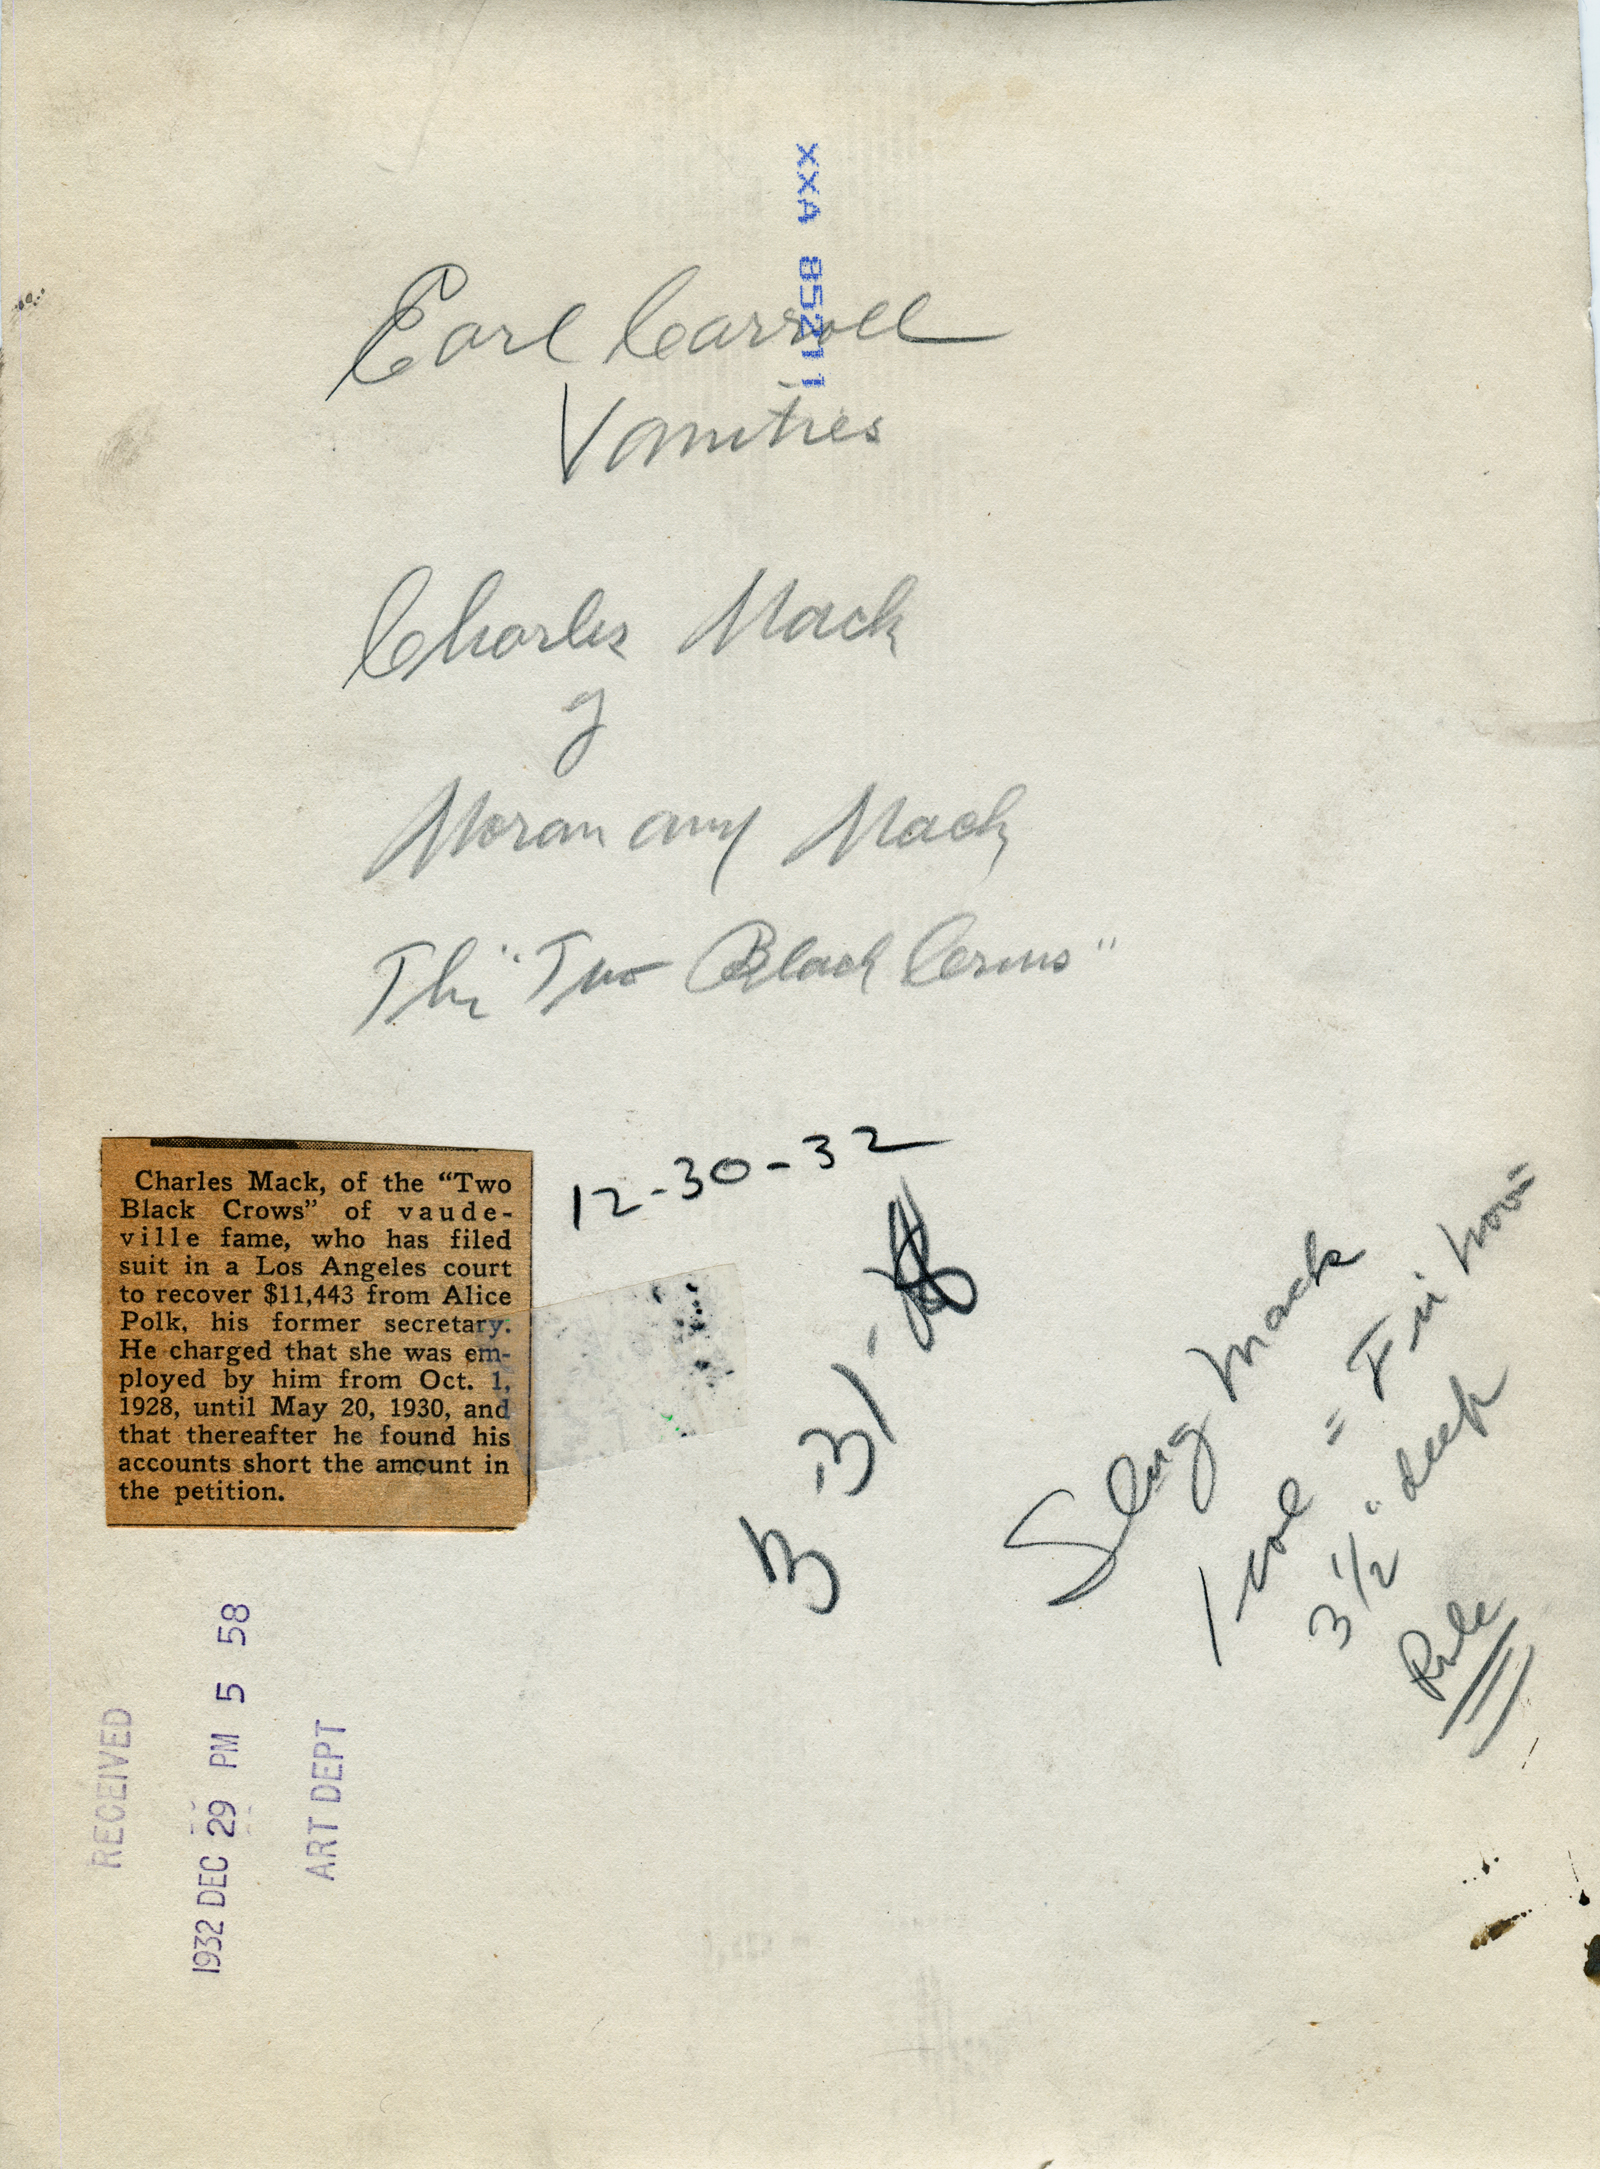 XXA 85211
Earl Carroll
Vanities
Charles Mack
of
Moran and Mack
The "Two Black Crows"
12-30-32
Charles Mack, of the “Two
Black Crows” of vaude-
ville fame, who has filed
suit in a Los Angeles court
to recover $11,443 from Alice
Polk, his former secretary.
He charged that she was em-
ployed by him from Oct. 1,
1928, until May 20, 1930, and
that thereafter he found his
accounts short the amount in
the petition.
Slug Mack
1 col = Fri
3 1/2" deep
Rule
RECEIVED
1932 DEC 29 PM 5 58
ART DEPT